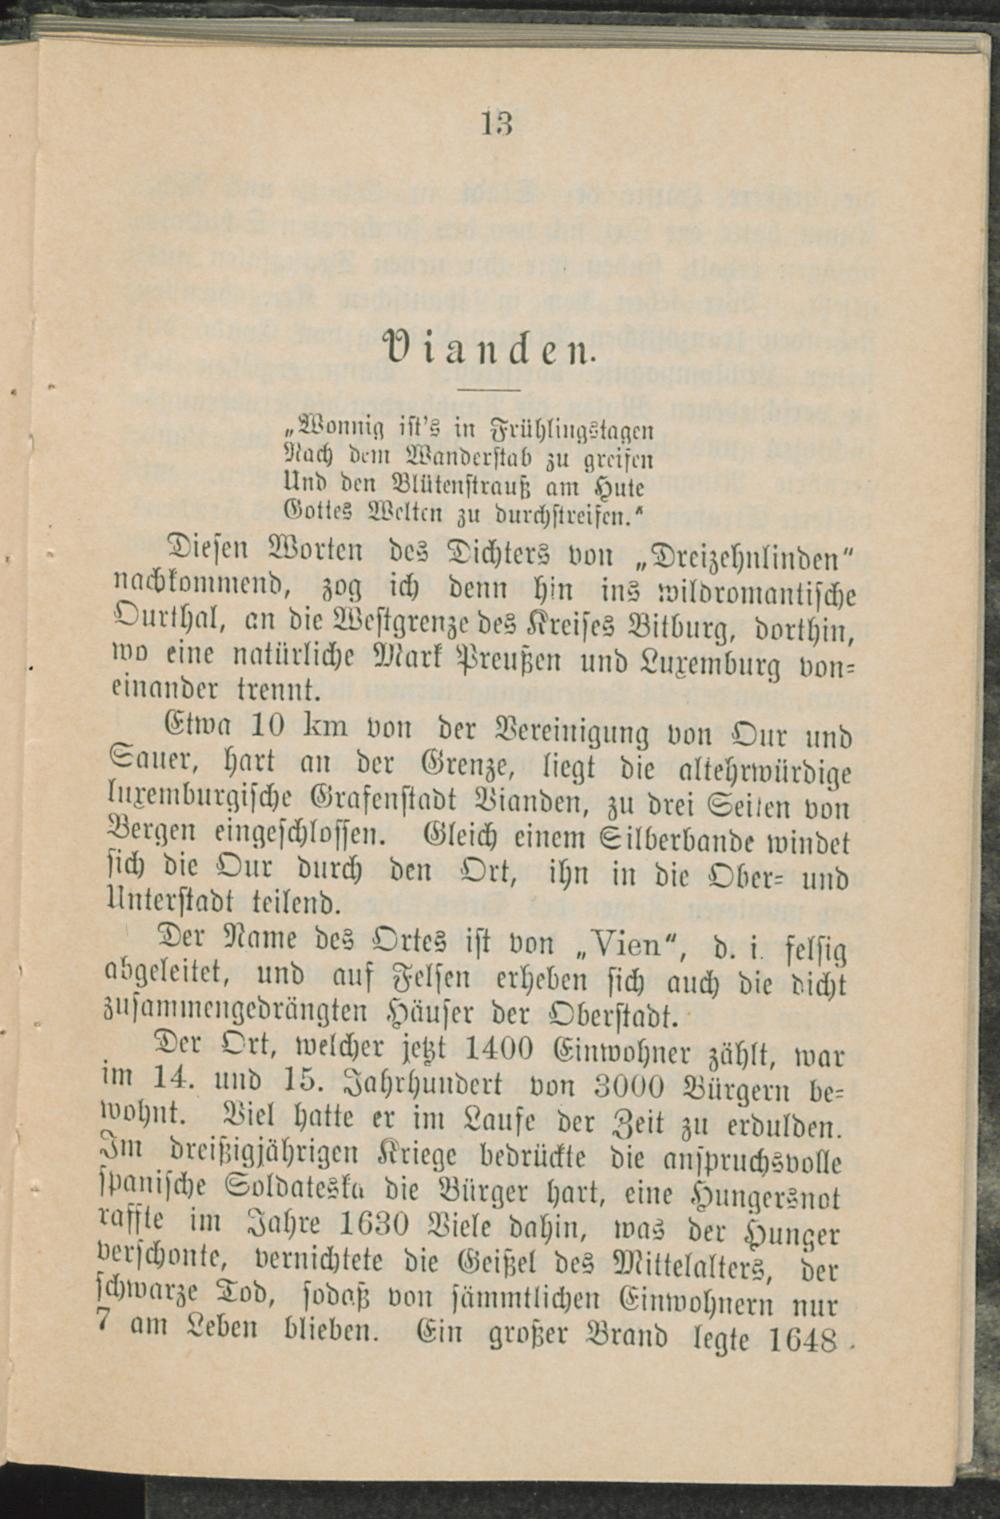 13
Vianden.
„Wonnig ist's in Frühlingstagen
Nach dem Wanderstab zu greifen
Und den Blütenstrauß am Hute
Gottes Welten zu durchstreifen.“
Diesen Worten des Dichters von „Dreizehnlinden“
nachkommend, zog ich denn hin ins wildromantische
Ourthal, an die Westgrenze des Kreises Bitburg, dorthin,
wo eine natürliche Mark Preußen und Luxemburg von-
einander trennt.
Etwa 10 km von der Vereinigung von Our und
Sauer, hart an der Grenze, liegt die altehrwürdige
luxemburgische Grafenstadt Vianden, zu drei Seiten von
Bergen eingeschlossen. Gleich einem Silberbande windet
sich die Our durch den Ort, ihn in die Ober- und
Unterstadt teilend.
Der Name des Ortes ist von „Vien“, d. i. felsig
abgeleitet, und auf Felsen erheben sich auch die dicht
zusammengedrängten Häuser der Oberstadt.
Der Ort, welcher jetzt 1400 Einwohner zählt, war
im 14. und 15. Jahrhundert von 3000 Bürgern be-
wohnt. Viel hatte er im Laufe der Zeit zu erdulden.
Im dreißigjährigen Kriege bedrückte die anspruchsvolle
spanische Soldateska die Bürger hart, eine Hungersnot
raffte im Jahre 1630 Viele dahin, was der Hunger
verschonte, vernichtete die Geißel des Mittelalters, der
schwarze Tod, sodaß von sämmtlichen Einwohnern nur
7 am Leben blieben. Ein großer Brand legte 1648